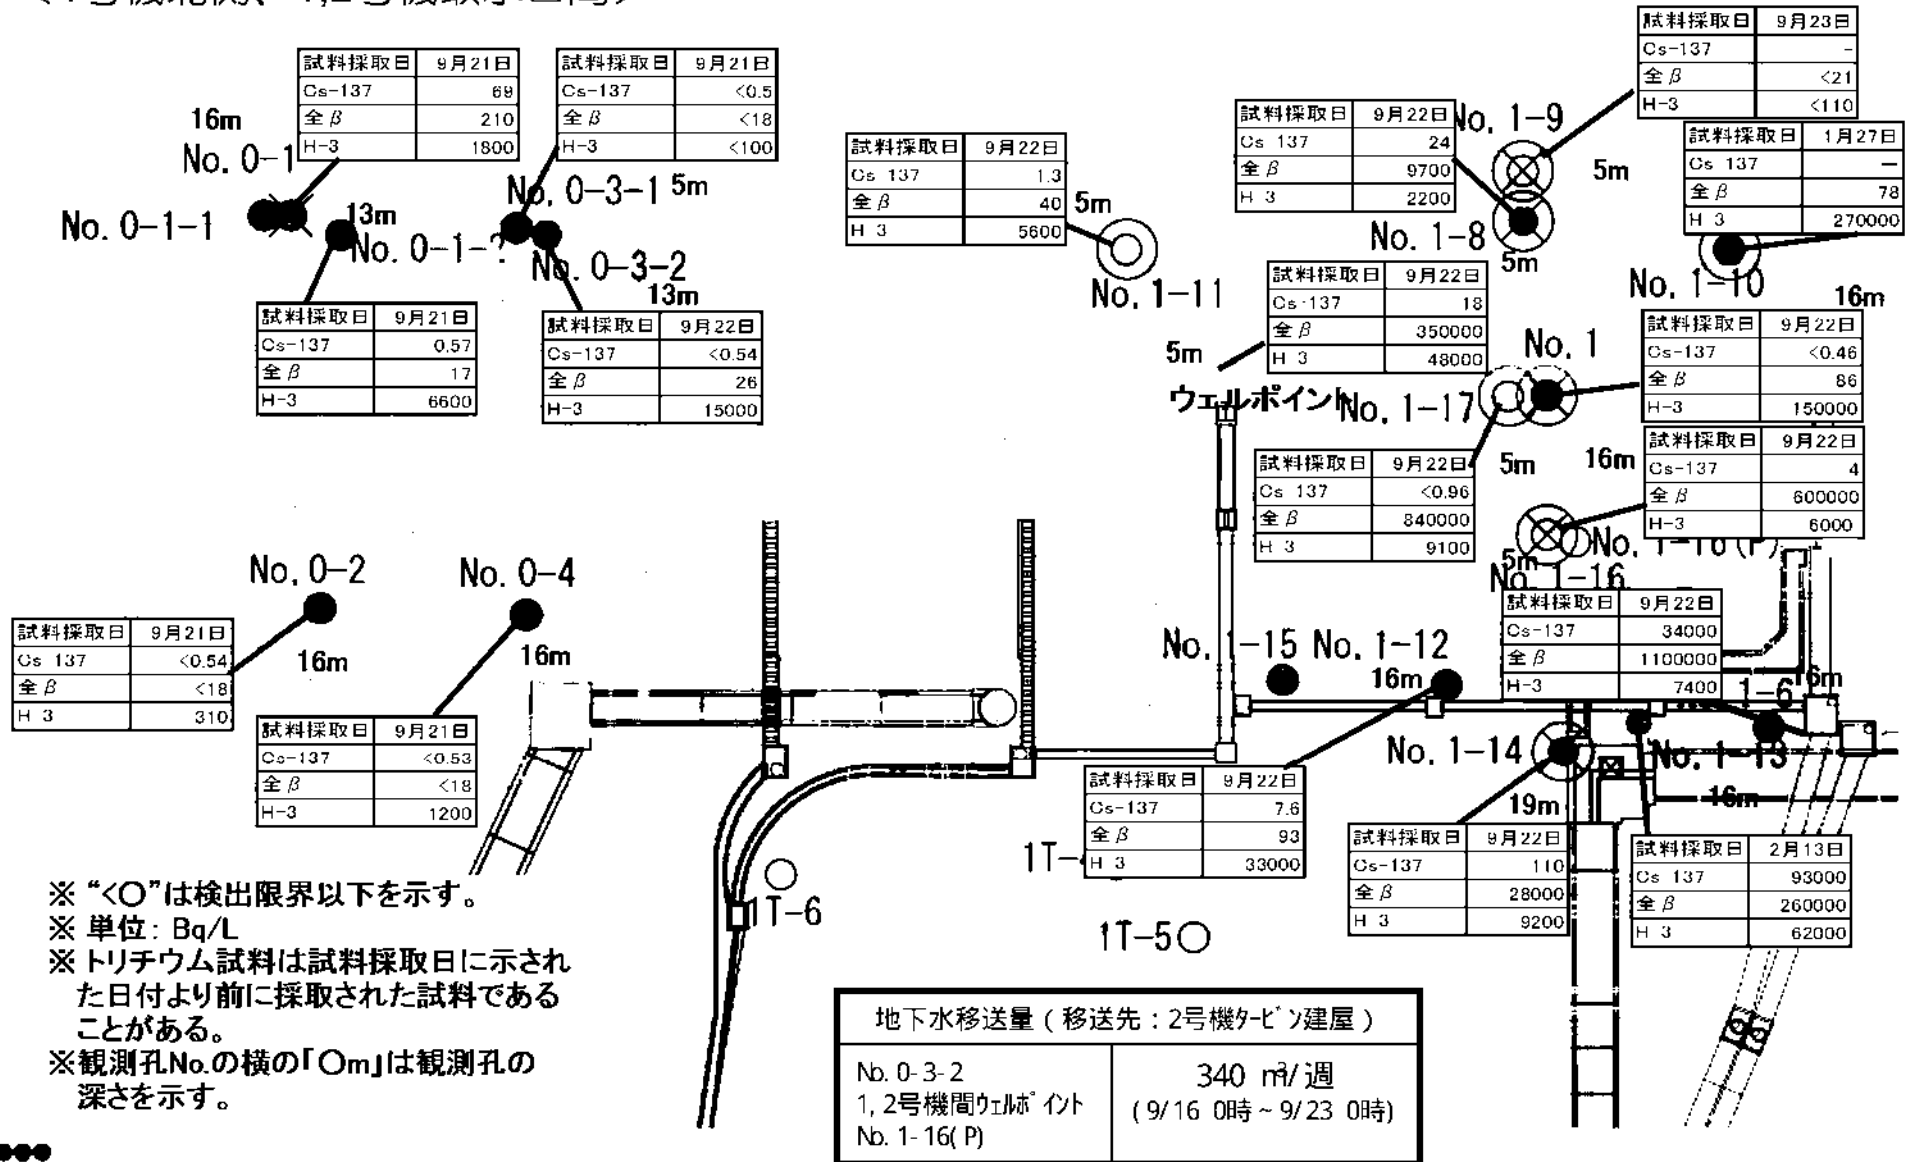 試料採取日 9月21日
Cs-137 69
全β 210
H-3 1800
試料採取日 9月21日
Cs-137 <0.5
全β <18
H-3 <100
試料採取日 9月23日
Cs-137 -
全β <21
H-3 <110
16m
No. 0-1
No. 0-1-1
13m
No. 0-1-2
No. 0-3-1 5m
No. 0-3-2
13m
試料採取日 9月22日
Cs 137 1.3
全β 40
H 3 5600
5m
No. 1-11
試料採取日 9月22日
Cs 137 24
全β 9700
H 3 2200
No. 1-9
5m
No. 1-8
5m
試料採取日 1月27日
Cs 137 —
全β 78
H 3 270000
No. 1-10
16m
試料採取日 9月21日
Cs-137 0.57
全β 17
H-3 6600
試料採取日 9月22日
Cs-137 <0.54
全β 26
H-3 15000
試料採取日 9月22日
Cs-137 18
全β 350000
H 3 48000
5m
ウェルポイント
No. 1
No. 1-17
試料採取日 9月22日
Cs-137 <0.46
全β 86
H-3 150000
試料採取日 9月22日
Cs 137 <0.96
全β 840000
H 3 9100
5m
16m
試料採取日 9月22日
Cs-137 4
全β 600000
H-3 6000
No. 1-16(P)
5m
No. 1-16
No. 0-2
16m
No. 0-4
16m
試料採取日 9月21日
Cs 137 <0.54
全β <18
H 3 310
試料採取日 9月21日
Cs-137 <0.53
全β <18
H-3 1200
No. 1-15
No. 1-12
16m
試料採取日 9月22日
Cs-137 34000
全β 1100000
H-3 7400
1-6
16m
No. 1-14
19m
No. 1-13
16m
試料採取日 9月22日
Cs-137 7.6
全β 93
H 3 33000
試料採取日 9月22日
Cs-137 110
全β 28000
H 3 9200
試料採取日 2月13日
Cs 137 93000
全β 260000
H 3 62000
1T-
1T-6
1T-5
※ “<〇”は検出限界以下を示す。
※ 単位: Bq/L
※ トリチウム試料は試料採取日に示され
た日付より前に採取された試料である
ことがある。
※観測孔No.の横の「〇m」は観測孔の
深さを示す。
地下水移送量 ( 移送先 : 2号機タービン建屋 )
No. 0-3-2
1, 2号機間ウェルポイント
No. 1-16( P)
340 m³/ 週
( 9/16 0時 ~ 9/23 0時)